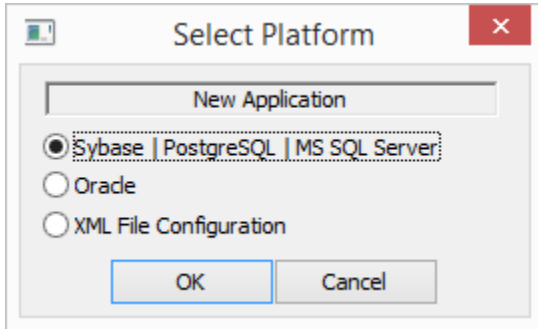 Select Platform
New Application
Sybase | PostgreSQL | MS SQL Server
Oracle
XML File Configuration
OK Cancel